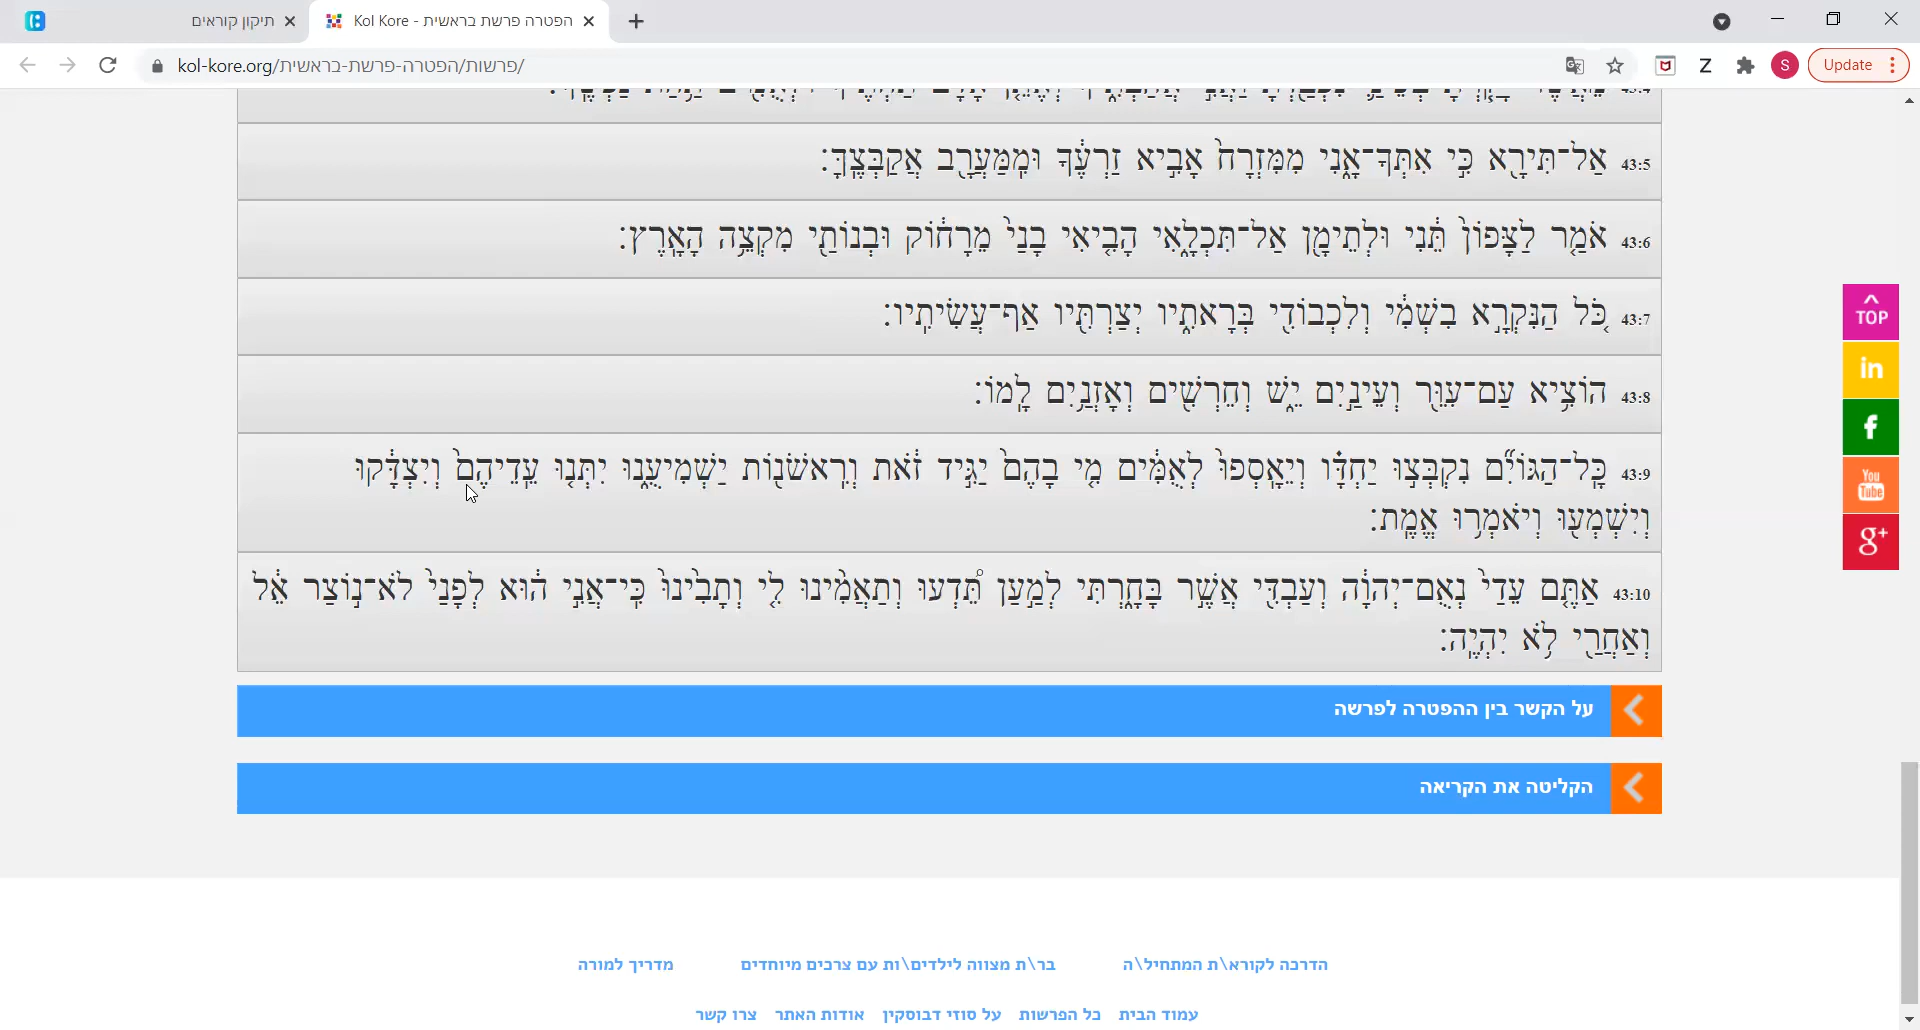 תיקון קוראים
Kol Kore - הפטרה פרשת בראשית
kol-kore.org/פרשות/הפטרה-פרשת-בראשית/
S
Update
43:5 אַל־תִּירָ֖א כִּ֣י אִתְּךָ־אָ֑נִי מִמִּזְרָח֙ אָבִ֣יא זַרְעֶ֔ךָ וּמִֽמַּעֲרָ֖ב אֲקַבְּצֶֽךָּ׃
43:6 אֹמַ֤ר לַצָּפוֹן֙ תֵּ֔נִי וּלְתֵימָ֖ן אַל־תִּכְלָ֑אִי הָבִ֤יאִי בָנַי֙ מֵרָח֔וֹק וּבְנוֹתַ֖י מִקְצֵ֥ה הָאָֽרֶץ׃
43:7 כֹּ֚ל הַנִּקְרָ֣א בִשְׁמִ֔י וְלִכְבוֹדִ֖י בְּרָאתִ֑יו יְצַרְתִּ֖יו אַף־עֲשִׂיתִֽיו׃
43:8 הוֹצִ֥יא עַם־עִוֵּ֖ר וְעֵינַ֣יִם יֵ֑שׁ וְחֵרְשִׁ֖ים וְאָזְנַ֥יִם לָֽמוֹ׃
43:9 כָּֽל־הַגּוֹיִ֞ם נִקְבְּצ֣וּ יַחְדָּ֗ו וְיֵאָֽסְפוּ֙ לְאֻמִּ֔ים מִ֤י בָהֶם֙ יַגִּ֣יד זֹ֔את וְרִֽאשֹׁנ֖וֹת יַשְׁמִיעֻ֑נוּ יִתְּנ֤וּ עֵֽדֵיהֶם֙ וְיִצְדָּ֔קוּ
וְיִשְׁמְע֖וּ וְיֹאמְר֥וּ אֱמֶֽת׃
43:10 אַתֶּ֤ם עֵדַי֙ נְאֻם־יְהוָ֔ה וְעַבְדִּ֖י אֲשֶׁ֣ר בָּחָ֑רְתִּי לְמַ֣עַן תֵּ֠דְעוּ וְתַאֲמִ֨ינוּ לִ֤י וְתָבִ֙ינוּ֙ כִּֽי־אֲנִ֣י ה֔וּא לְפָנַי֙ לֹא־נ֣וֹצַר אֵ֔ל
וְאַחֲרַ֖י לֹ֥א יִהְיֶֽה׃
TOP
in
f
You
Tube
g+
על הקשר בין ההפטרה לפרשה
הקליטה את הקריאה
הדרכה לקורא\ת המתחיל\ה בר\ת מצווה לילדים\ות עם צרכים מיוחדים מדריך למורה
עמוד הבית כל הפרשות על סוזי דבוסקין אודות האתר צרו קשר